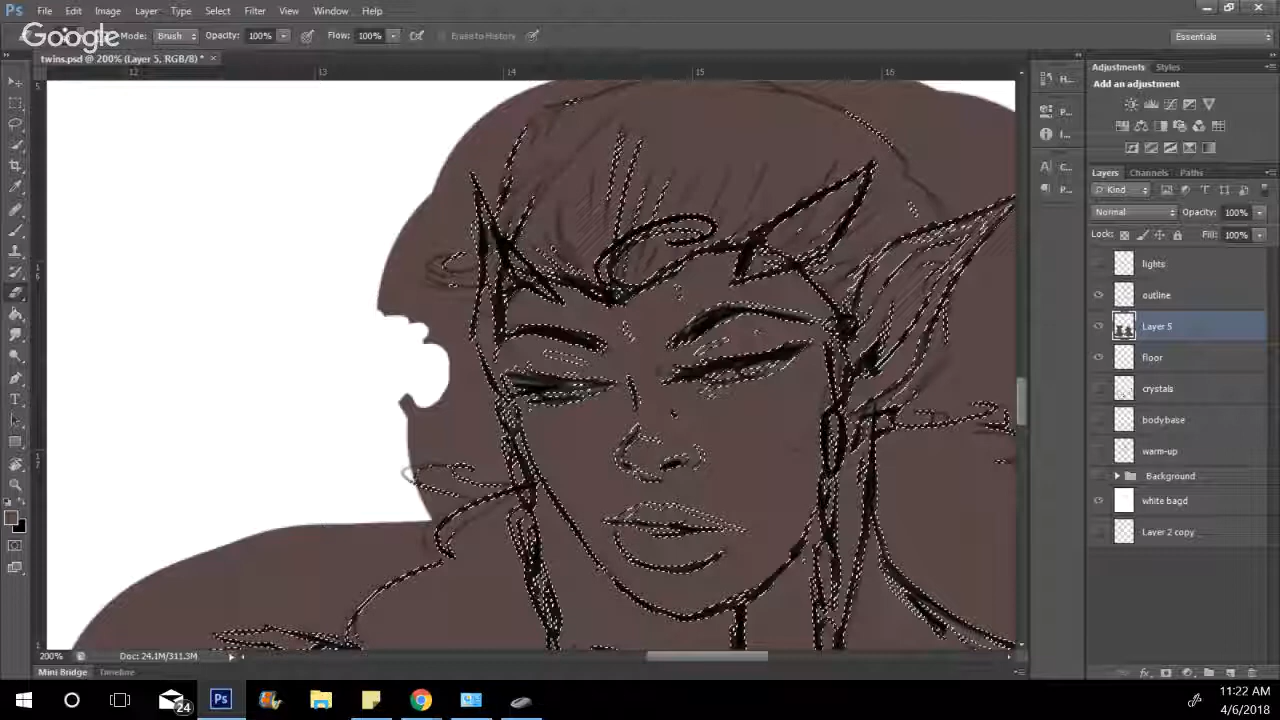 Ps File Edit Image Layer Type Select Filter View Window Help
Google
Mode: Brush Opacity: 100% Flow: 100% Erase to History Essentials
twins.psd @ 200% (Layer 5, RGB/8) * ×
12 13 14 15 16
Adjustments Styles
Add an adjustment
H...
P...
I...
C...
P...
Layers Channels Paths
Kind
Normal Opacity: 100%
Lock: Fill: 100%
lights
outline
Layer 5
floor
crystals
bodybase
warm-up
Background
white bagd
Layer 2 copy
200% Doc: 24.1M/311.3M
Mini Bridge Timeline
fx
24
Ps
11:22 AM
4/6/2018